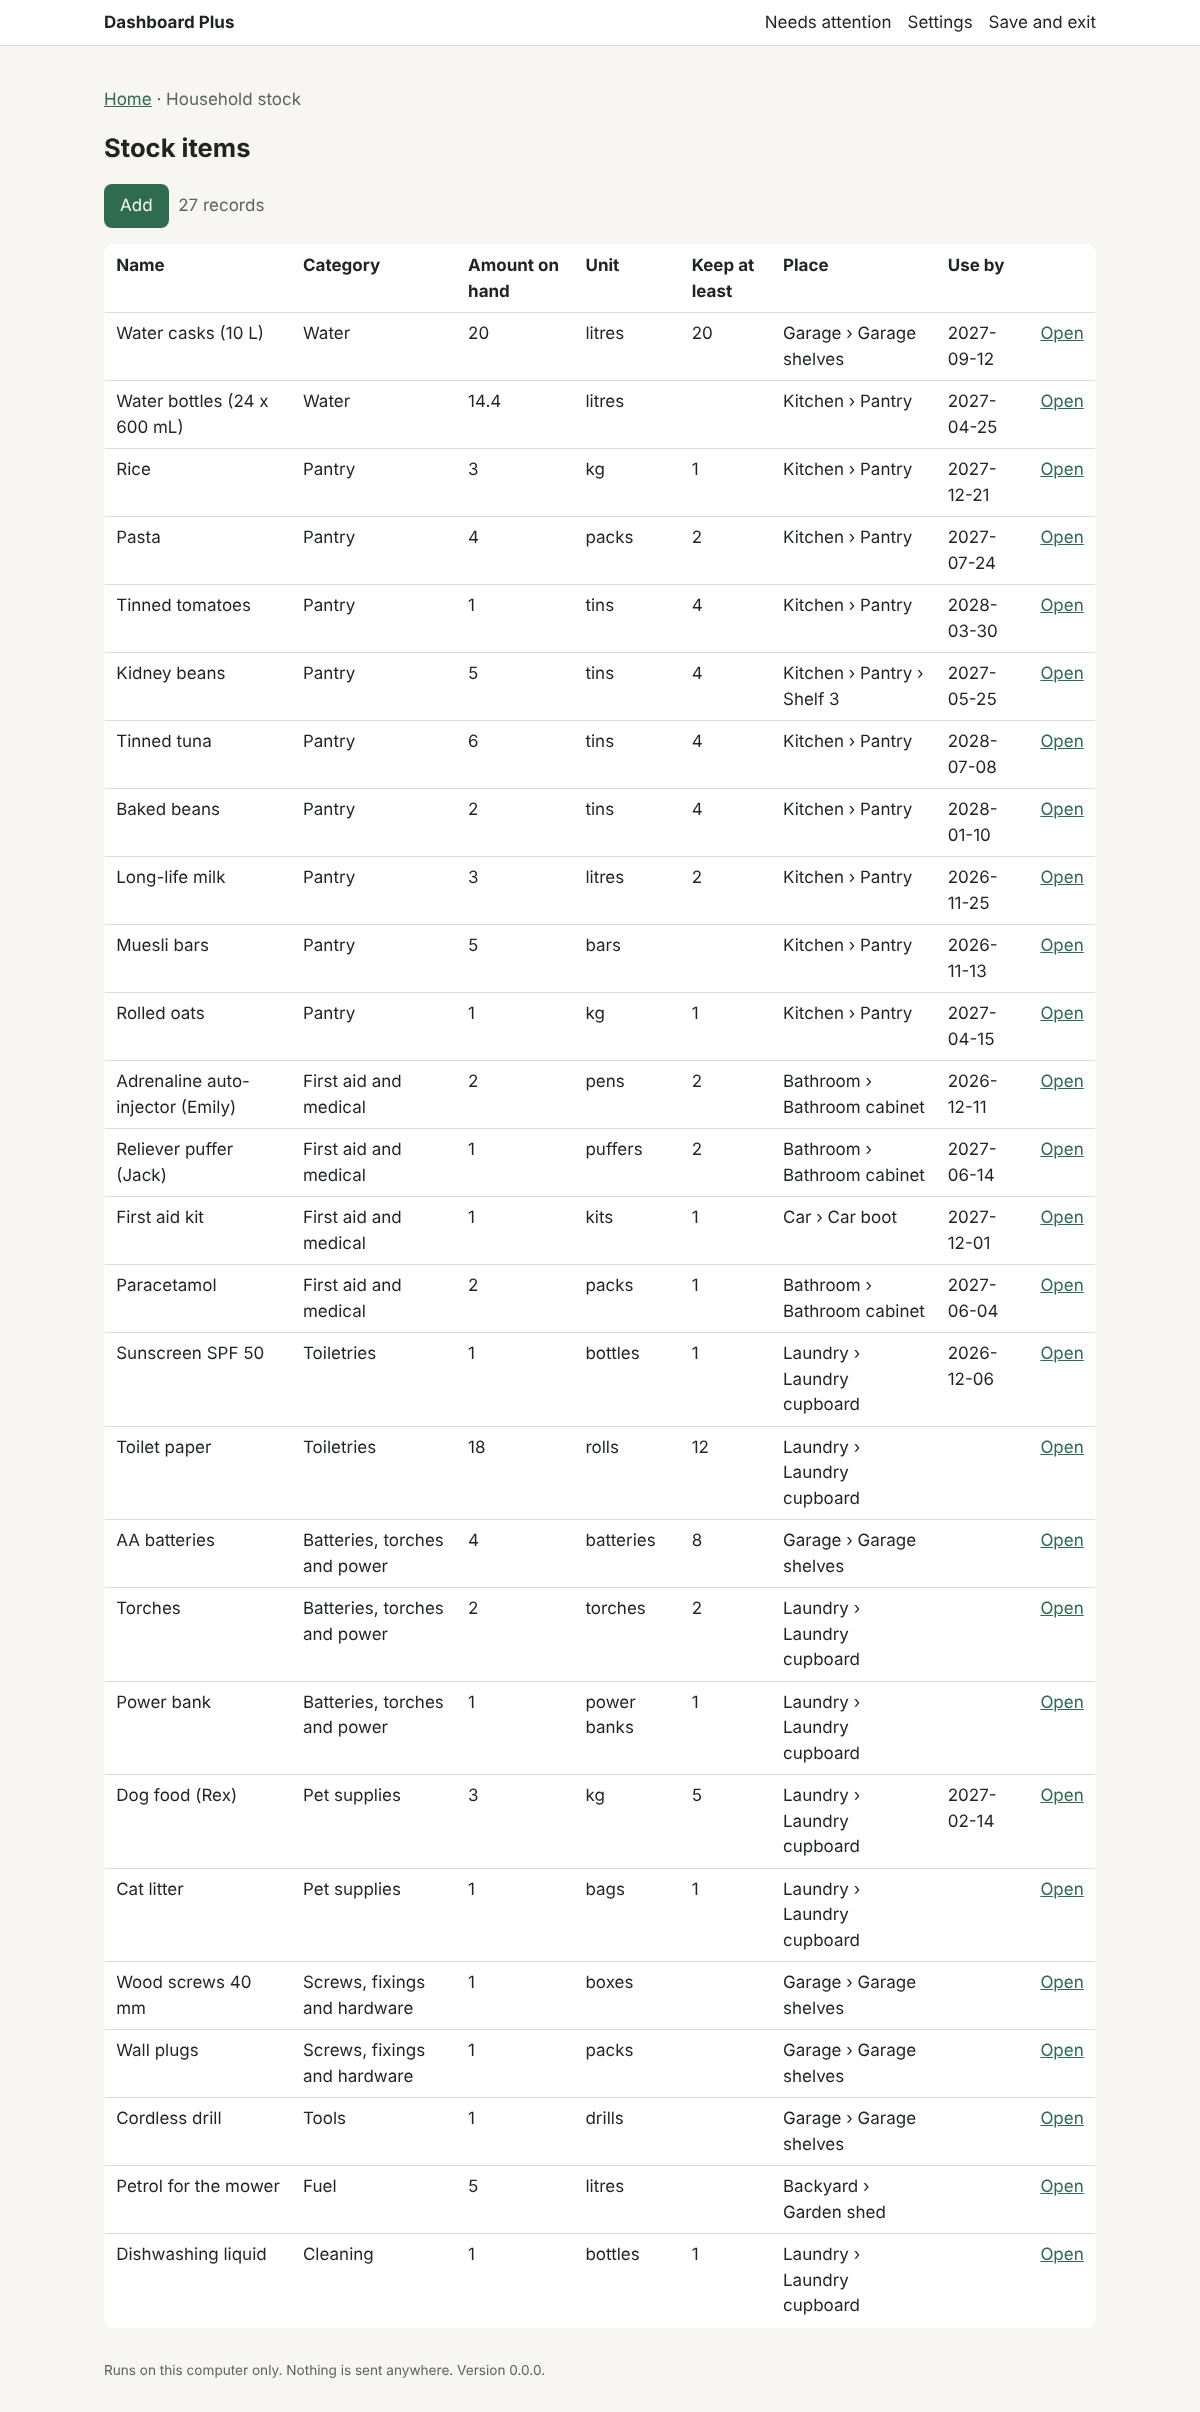 Dashboard Plus
Needs attention Settings Save and exit
Home · Household stock
Stock items
Add 27 records
Name Category Amount on hand Unit Keep at least Place Use by
Water casks (10 L) Water 20 litres 20 Garage › Garage shelves 2027-09-12 Open
Water bottles (24 x 600 mL) Water 14.4 litres Kitchen › Pantry 2027-04-25 Open
Rice Pantry 3 kg 1 Kitchen › Pantry 2027-12-21 Open
Pasta Pantry 4 packs 2 Kitchen › Pantry 2027-07-24 Open
Tinned tomatoes Pantry 1 tins 4 Kitchen › Pantry 2028-03-30 Open
Kidney beans Pantry 5 tins 4 Kitchen › Pantry › Shelf 3 2027-05-25 Open
Tinned tuna Pantry 6 tins 4 Kitchen › Pantry 2028-07-08 Open
Baked beans Pantry 2 tins 4 Kitchen › Pantry 2028-01-10 Open
Long-life milk Pantry 3 litres 2 Kitchen › Pantry 2026-11-25 Open
Muesli bars Pantry 5 bars Kitchen › Pantry 2026-11-13 Open
Rolled oats Pantry 1 kg 1 Kitchen › Pantry 2027-04-15 Open
Adrenaline auto-injector (Emily) First aid and medical 2 pens 2 Bathroom › Bathroom cabinet 2026-12-11 Open
Reliever puffer (Jack) First aid and medical 1 puffers 2 Bathroom › Bathroom cabinet 2027-06-14 Open
First aid kit First aid and medical 1 kits 1 Car › Car boot 2027-12-01 Open
Paracetamol First aid and medical 2 packs 1 Bathroom › Bathroom cabinet 2027-06-04 Open
Sunscreen SPF 50 Toiletries 1 bottles 1 Laundry › Laundry cupboard 2026-12-06 Open
Toilet paper Toiletries 18 rolls 12 Laundry › Laundry cupboard Open
AA batteries Batteries, torches and power 4 batteries 8 Garage › Garage shelves Open
Torches Batteries, torches and power 2 torches 2 Laundry › Laundry cupboard Open
Power bank Batteries, torches and power 1 power banks 1 Laundry › Laundry cupboard Open
Dog food (Rex) Pet supplies 3 kg 5 Laundry › Laundry cupboard 2027-02-14 Open
Cat litter Pet supplies 1 bags 1 Laundry › Laundry cupboard Open
Wood screws 40 mm Screws, fixings and hardware 1 boxes Garage › Garage shelves Open
Wall plugs Screws, fixings and hardware 1 packs Garage › Garage shelves Open
Cordless drill Tools 1 drills Garage › Garage shelves Open
Petrol for the mower Fuel 5 litres Backyard › Garden shed Open
Dishwashing liquid Cleaning 1 bottles 1 Laundry › Laundry cupboard Open
Runs on this computer only. Nothing is sent anywhere. Version 0.0.0.